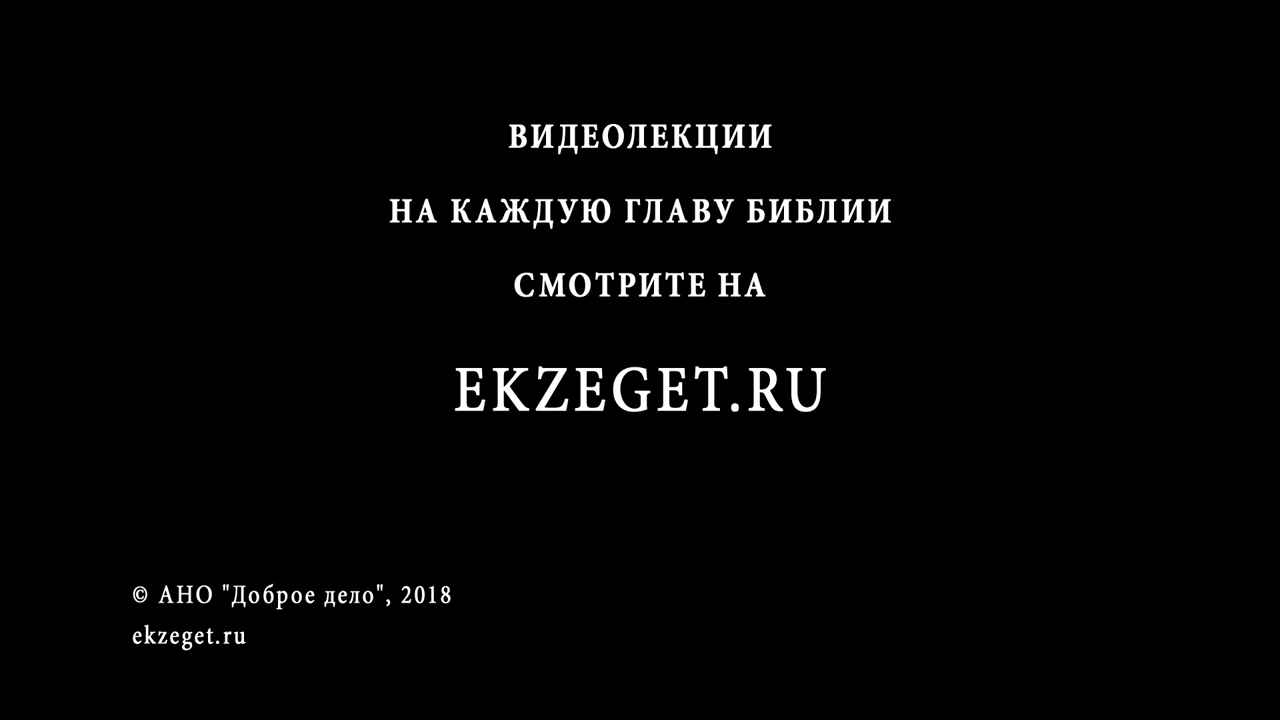 ВИДЕОЛЕКЦИИ
НА КАЖДУЮ ГЛАВУ БИБЛИИ
СМОТРИТЕ НА
EKZEGET.RU
© АНО "Доброе дело", 2018
ekzeget.ru